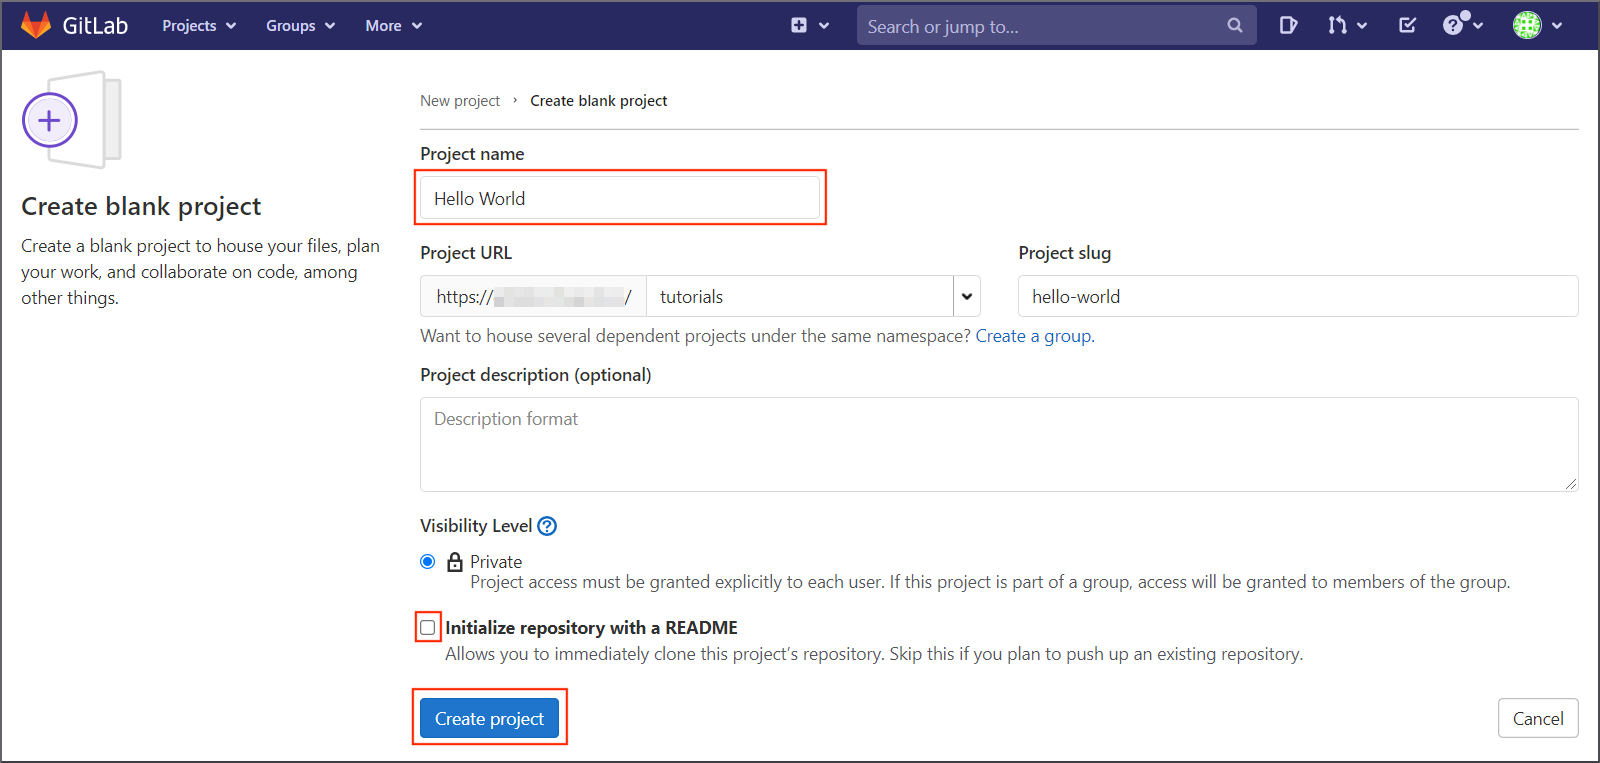 GitLab Projects Groups More Search or jump to...
New project › Create blank project
Project name
Hello World
Create blank project
Create a blank project to house your files, plan
your work, and collaborate on code, among
other things.
Project URL Project slug
https:// / tutorials hello-world
Want to house several dependent projects under the same namespace? Create a group.
Project description (optional)
Description format
Visibility Level
Private
Project access must be granted explicitly to each user. If this project is part of a group, access will be granted to members of the group.
Initialize repository with a README
Allows you to immediately clone this project's repository. Skip this if you plan to push up an existing repository.
Create project Cancel